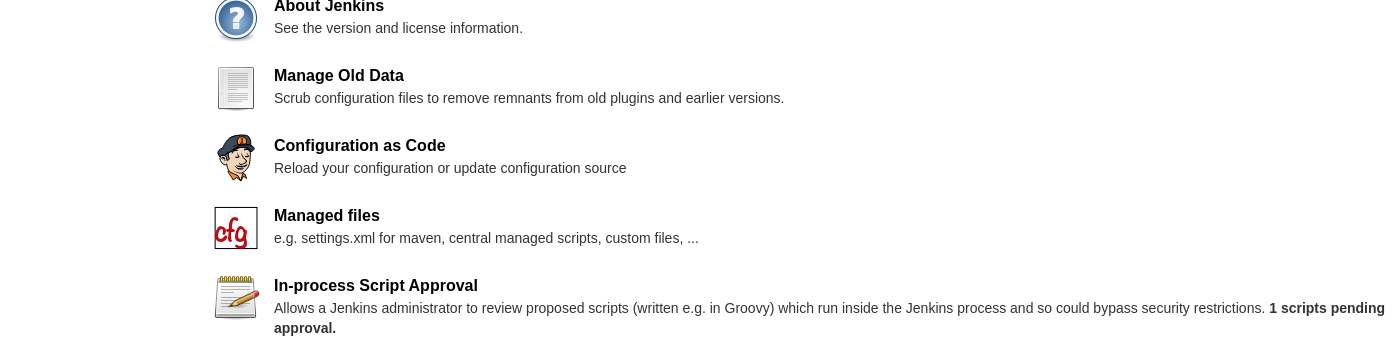 About Jenkins
See the version and license information.
Manage Old Data
Scrub configuration files to remove remnants from old plugins and earlier versions.
Configuration as Code
Reload your configuration or update configuration source
cfg
Managed files
e.g. settings.xml for maven, central managed scripts, custom files, ...
In-process Script Approval
Allows a Jenkins administrator to review proposed scripts (written e.g. in Groovy) which run inside the Jenkins process and so could bypass security restrictions. 1 scripts pending
approval.